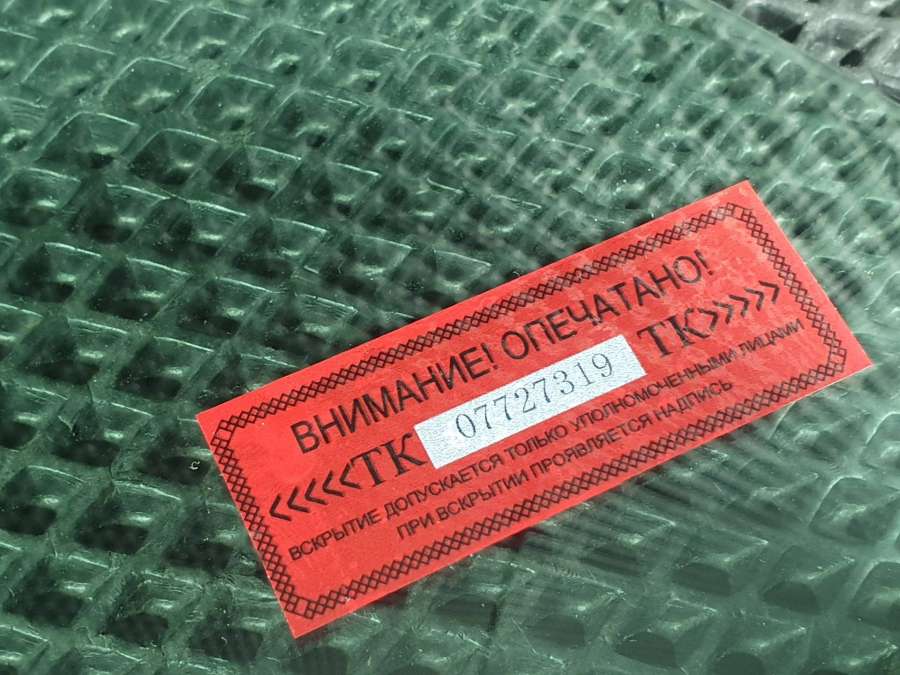 ВНИМАНИЕ! ОПЕЧАТАНО!
<<<<<ТК 07727319 ТК>>>>>
ВСКРЫТИЕ ДОПУСКАЕТСЯ ТОЛЬКО УПОЛНОМОЧЕННЫМИ ЛИЦАМИ
ПРИ ВСКРЫТИИ ПРОЯВЛЯЕТСЯ НАДПИСЬ